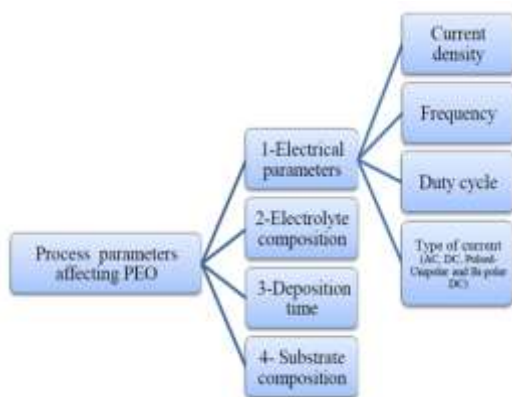 Process parameters
affecting PEO
1-Electrical
parameters
2-Electrolyte
composition
3-Deposition
time
4- Substrate
composition
Current
density
Frequency
Duty cycle
Type of current
(AC, DC, Pulsed-
Unipolar and Bi-polar
DC)